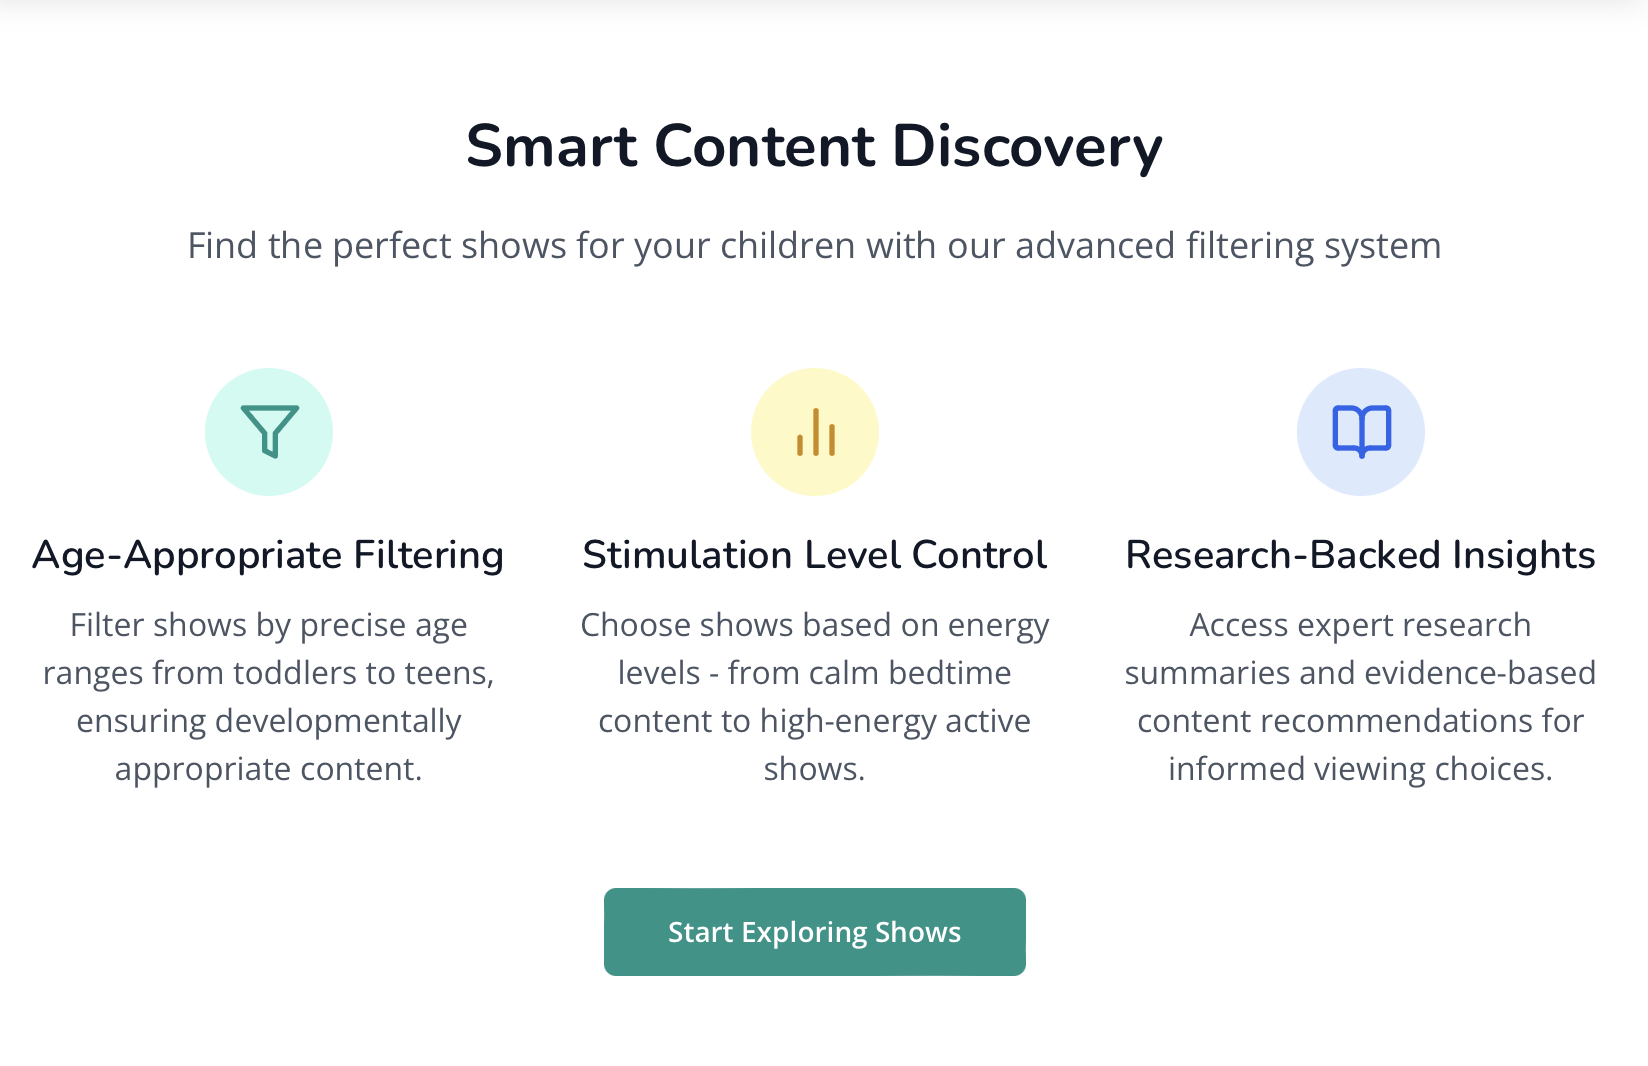 Smart Content Discovery
Find the perfect shows for your children with our advanced filtering system
Age-Appropriate Filtering
Filter shows by precise age
ranges from toddlers to teens,
ensuring developmentally
appropriate content.
Stimulation Level Control
Choose shows based on energy
levels - from calm bedtime
content to high-energy active
shows.
Research-Backed Insights
Access expert research
summaries and evidence-based
content recommendations for
informed viewing choices.
Start Exploring Shows